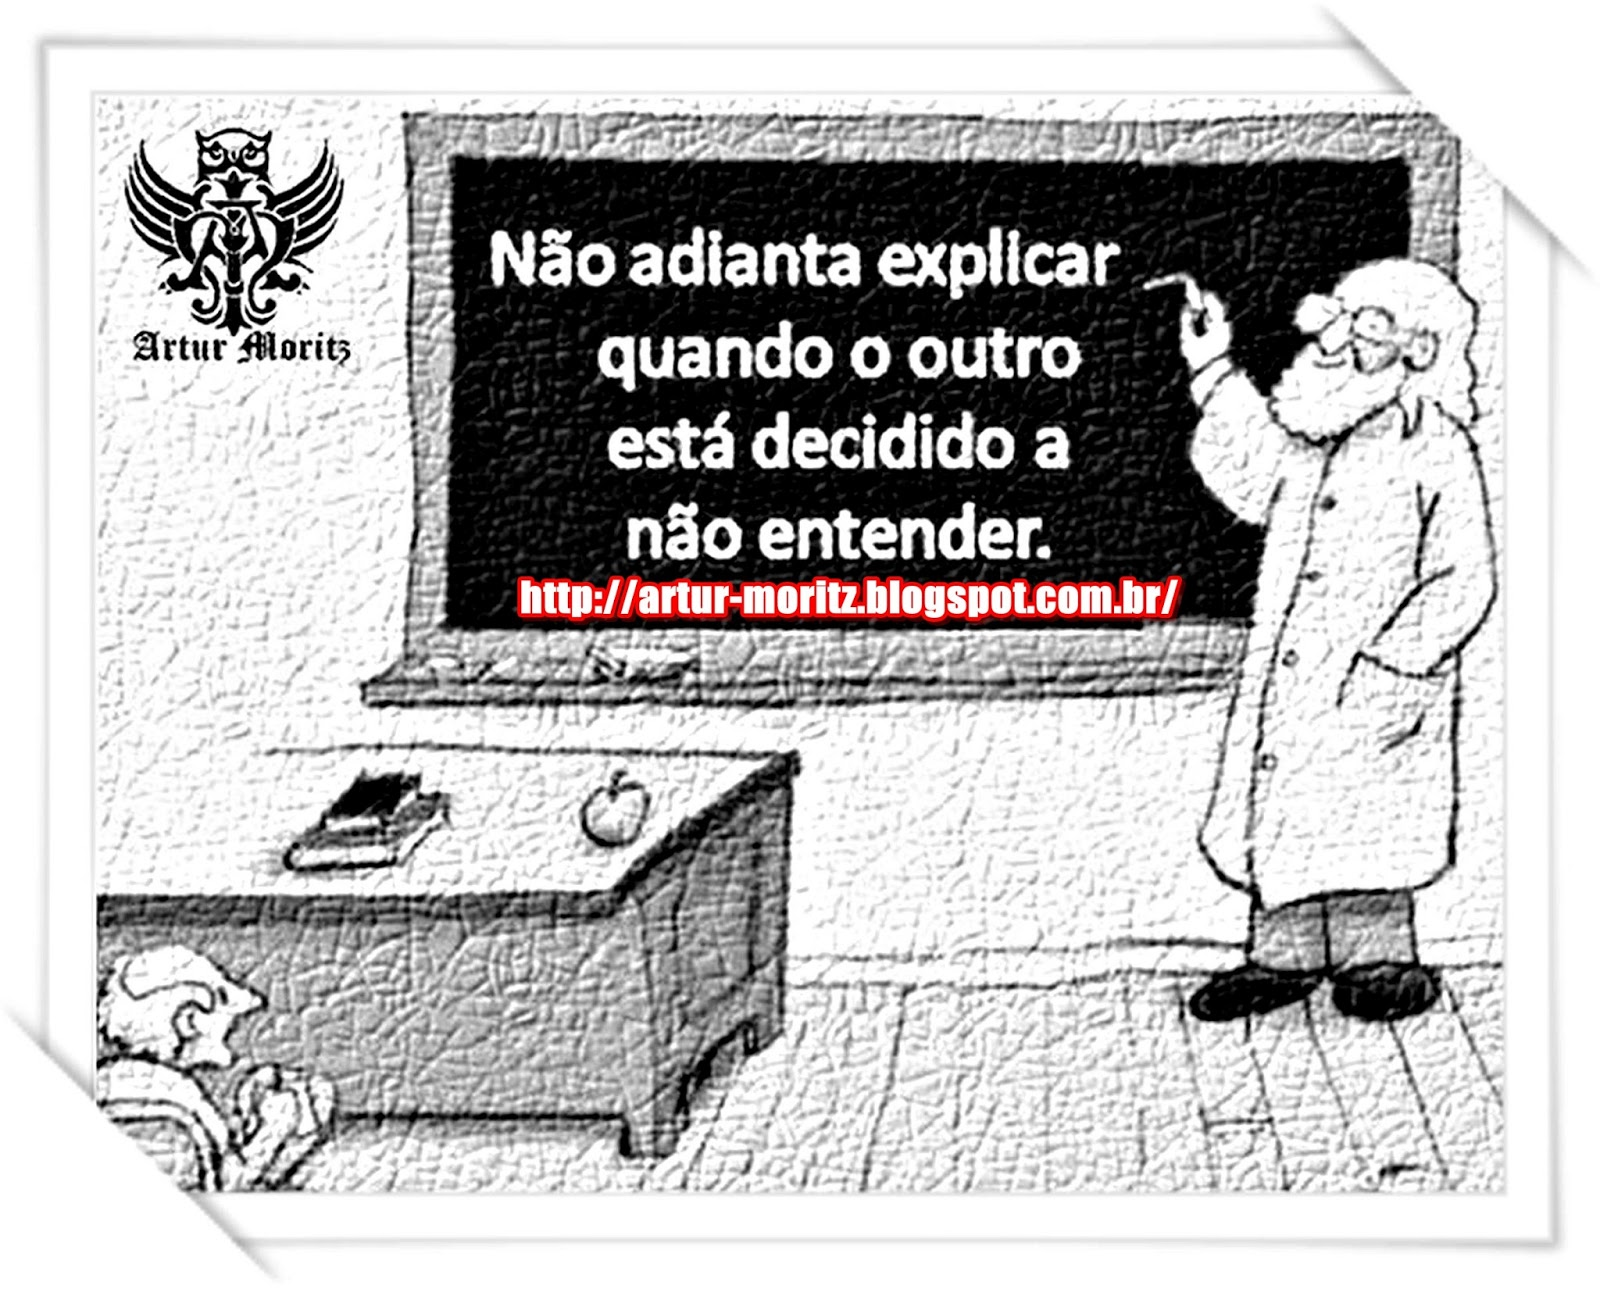 Artur Moritz
Não adianta explicar
quando o outro
está decidido a
não entender.
http://artur-moritz.blogspot.com.br/